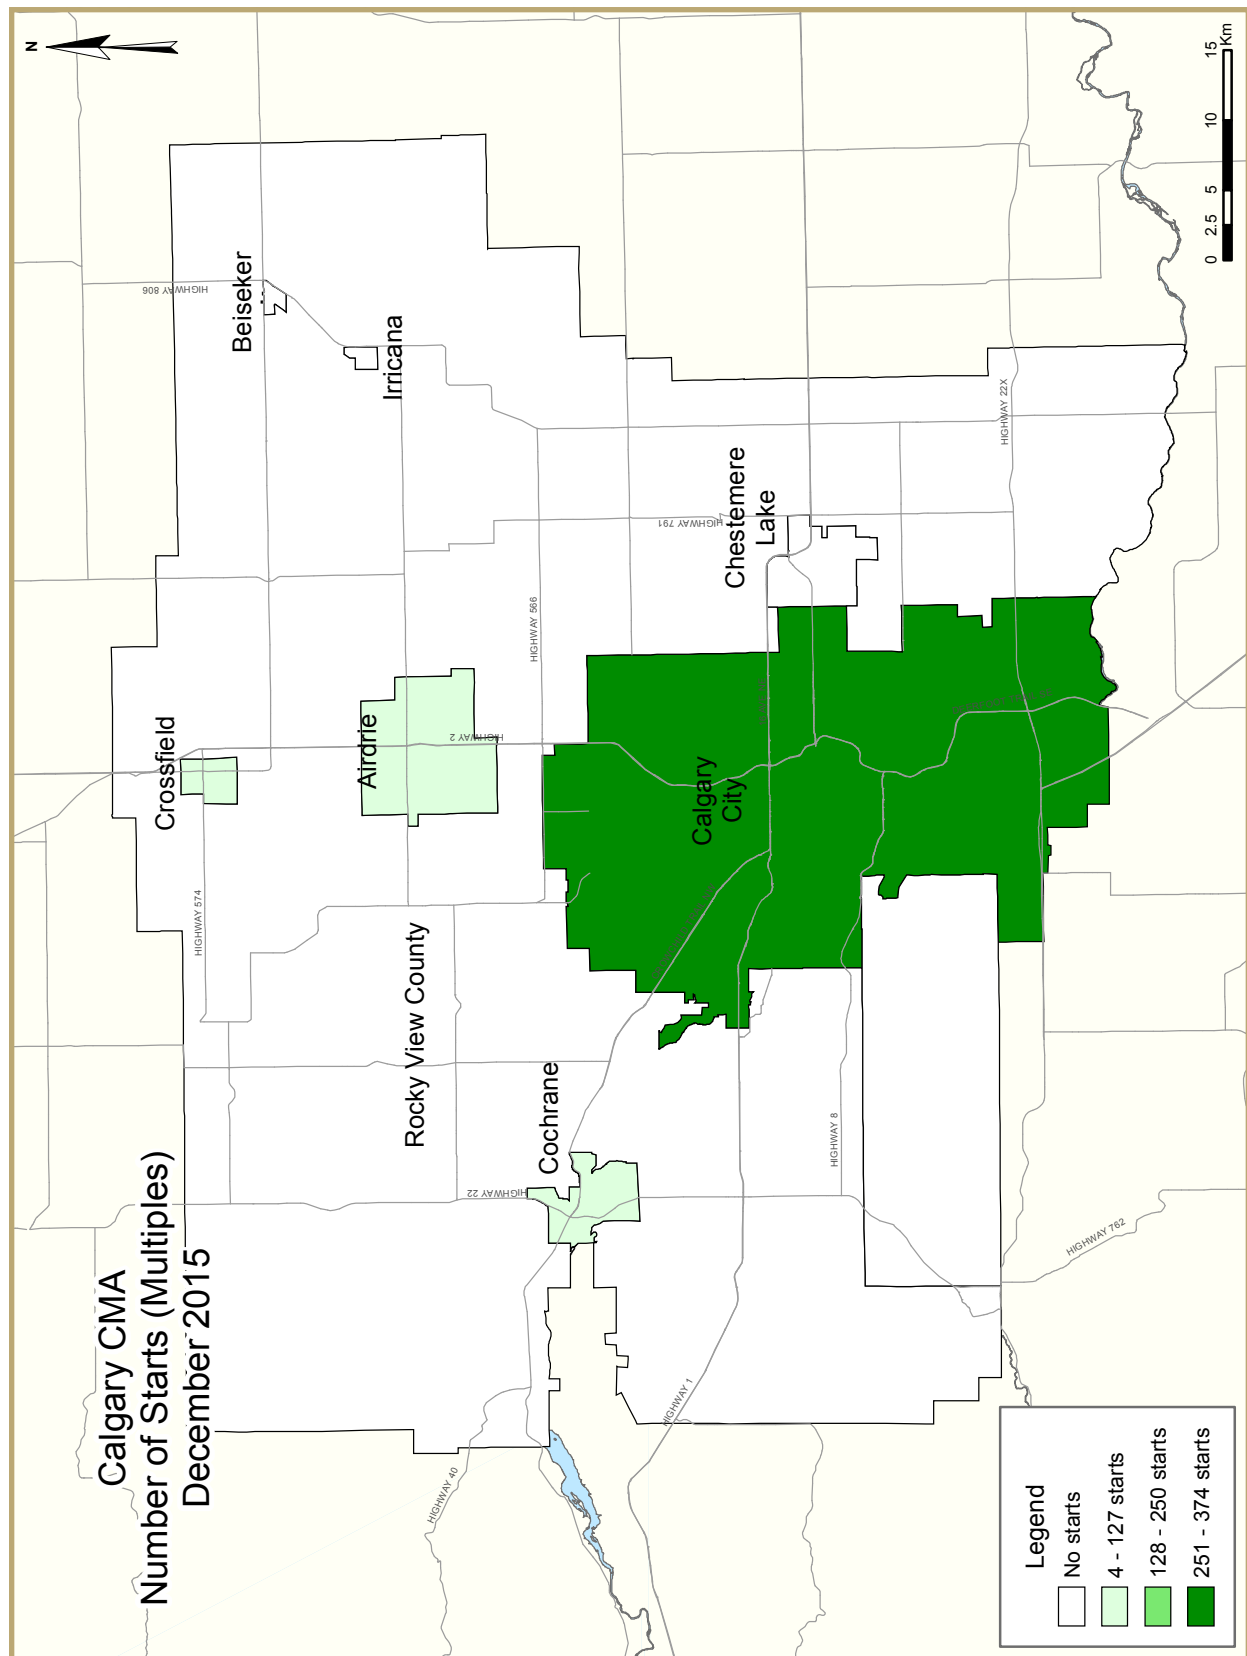 Calgary CMA
Number of Starts (Multiples)
December 2015
N
Crossfield
Beiseker
Irricana
Airdrie
Rocky View County
Cochrane
Calgary
City
Chestemere
Lake
HIGHWAY 574
HIGHWAY 806
HIGHWAY 2
HIGHWAY 566
HIGHWAY 791
HIGHWAY 22
HIGHWAY 40
HIGHWAY 1
HIGHWAY 8
HIGHWAY 22X
HIGHWAY 762
Legend
No starts
4 - 127 starts
128 - 250 starts
251 - 374 starts
0 2.5 5 10 15
Km